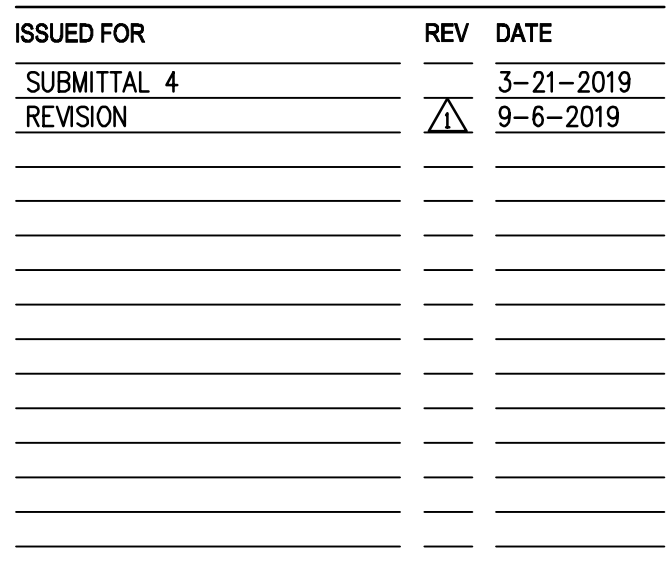 ISSUED FOR REV DATE
SUBMITTAL 4 3-21-2019
REVISION 1 9-6-2019